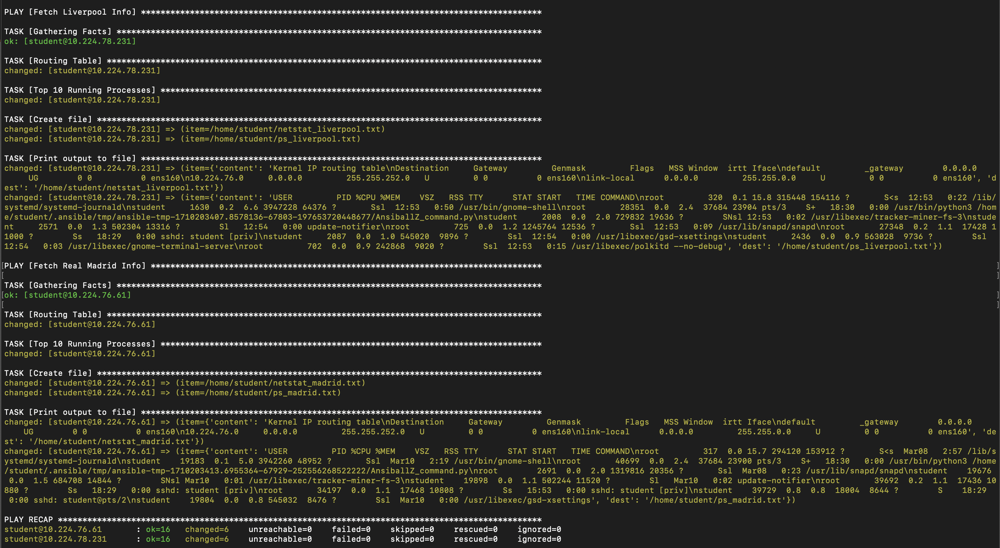 PLAY [Fetch Liverpool Info] **********************************************************************************
TASK [Gathering Facts] ***************************************************************************************
ok: [student@10.224.78.231]
TASK [Routing Table] *****************************************************************************************
changed: [student@10.224.78.231]
TASK [Top 10 Running Processes] ******************************************************************************
changed: [student@10.224.78.231]
TASK [Create file] *******************************************************************************************
changed: [student@10.224.78.231] => (item=/home/student/netstat_liverpool.txt)
changed: [student@10.224.78.231] => (item=/home/student/ps_liverpool.txt)
TASK [Print output to file] **********************************************************************************
changed: [student@10.224.78.231] => (item={'content': 'Kernel IP routing table\nDestination     Gateway         Genmask         Flags   MSS Window  irtt Iface\ndefault         _gateway        0.0.0.0
     UG        0 0          0 ens160\n10.224.76.0     0.0.0.0         255.255.252.0   U         0 0          0 ens160\nlink-local      0.0.0.0         255.255.0.0     U         0 0          0 ens160', 'd
est': '/home/student/netstat_liverpool.txt'})
changed: [student@10.224.78.231] => (item={'content': 'USER         PID %CPU %MEM    VSZ   RSS TTY      STAT START   TIME COMMAND\nroot         320  0.1 15.8 315448 154116 ?       S<s  12:53   0:22 /lib/
systemd/systemd-journald\nstudent     1630  0.2  6.6 3947228 64376 ?        Ssl  12:53   0:50 /usr/bin/gnome-shell\nroot       28351  0.0  2.4  37684 23904 pts/3    S+   18:30   0:00 /usr/bin/python3 /hom
e/student/.ansible/tmp/ansible-tmp-1710203407.8578136-67803-197653720448677/AnsiballZ_command.py\nstudent     2008  0.0  2.0 729832 19636 ?        SNsl 12:53   0:02 /usr/libexec/tracker-miner-fs-3\nstude
nt     2571  0.0  1.3 502304 13316 ?        Sl   12:54   0:00 update-notifier\nroot         725  0.0  1.2 1245764 12536 ?       Ssl  12:53   0:09 /usr/lib/snapd/snapd\nroot       27348  0.2  1.1  17428 1
1000 ?        Ss   18:29   0:00 sshd: student [priv]\nstudent     2087  0.0  1.0 545020  9896 ?        Ssl  12:54   0:00 /usr/libexec/gsd-xsettings\nstudent     2436  0.0  0.9 563028  9736 ?        Ssl
12:54   0:03 /usr/libexec/gnome-terminal-server\nroot         702  0.0  0.9 242868  9020 ?        Ssl  12:53   0:15 /usr/libexec/polkitd --no-debug', 'dest': '/home/student/ps_liverpool.txt'})
[PLAY [Fetch Real Madrid Info] ******************************************************************************** ]
[ ]
TASK [Gathering Facts] ***************************************************************************************
[ok: [student@10.224.76.61] ]
[ ]
TASK [Routing Table] *****************************************************************************************
changed: [student@10.224.76.61]
TASK [Top 10 Running Processes] ******************************************************************************
changed: [student@10.224.76.61]
TASK [Create file] *******************************************************************************************
changed: [student@10.224.76.61] => (item=/home/student/netstat_madrid.txt)
changed: [student@10.224.76.61] => (item=/home/student/ps_madrid.txt)
TASK [Print output to file] **********************************************************************************
changed: [student@10.224.76.61] => (item={'content': 'Kernel IP routing table\nDestination     Gateway         Genmask         Flags   MSS Window  irtt Iface\ndefault         _gateway        0.0.0.0
    UG        0 0          0 ens160\n10.224.76.0     0.0.0.0         255.255.252.0   U         0 0          0 ens160\nlink-local      0.0.0.0         255.255.0.0     U         0 0          0 ens160', 'de
st': '/home/student/netstat_madrid.txt'})
changed: [student@10.224.76.61] => (item={'content': 'USER         PID %CPU %MEM    VSZ   RSS TTY      STAT START   TIME COMMAND\nroot         317  0.0 15.7 294120 153912 ?       S<s  Mar08   2:57 /lib/s
ystemd/systemd-journald\nstudent    19183  0.1  5.0 3942260 48952 ?        Ssl  Mar10   2:19 /usr/bin/gnome-shell\nroot       40699  0.0  2.4  37684 23900 pts/3    S+   18:30   0:00 /usr/bin/python3 /home
/student/.ansible/tmp/ansible-tmp-1710203413.6955364-67929-252556268522222/AnsiballZ_command.py\nroot        2691  0.0  2.0 1319816 20356 ?       Ssl  Mar08   0:23 /usr/lib/snapd/snapd\nstudent    19676
 0.0  1.5 684708 14844 ?        SNsl Mar10   0:01 /usr/libexec/tracker-miner-fs-3\nstudent    19898  0.0  1.1 502244 11520 ?        Sl   Mar10   0:02 update-notifier\nroot       39692  0.2  1.1  17436 10
880 ?        Ss   18:29   0:00 sshd: student [priv]\nroot       34197  0.0  1.1  17468 10808 ?        Ss   15:53   0:00 sshd: student [priv]\nstudent    39729  0.8  0.8  18004  8644 ?        S    18:29
 0:00 sshd: student@pts/2\nstudent    19804  0.0  0.8 545032  8476 ?        Ssl  Mar10   0:00 /usr/libexec/gsd-xsettings', 'dest': '/home/student/ps_madrid.txt'})
PLAY RECAP ***************************************************************************************************
student@10.224.76.61       : ok=16   changed=6    unreachable=0    failed=0    skipped=0    rescued=0    ignored=0
student@10.224.78.231      : ok=16   changed=6    unreachable=0    failed=0    skipped=0    rescued=0    ignored=0